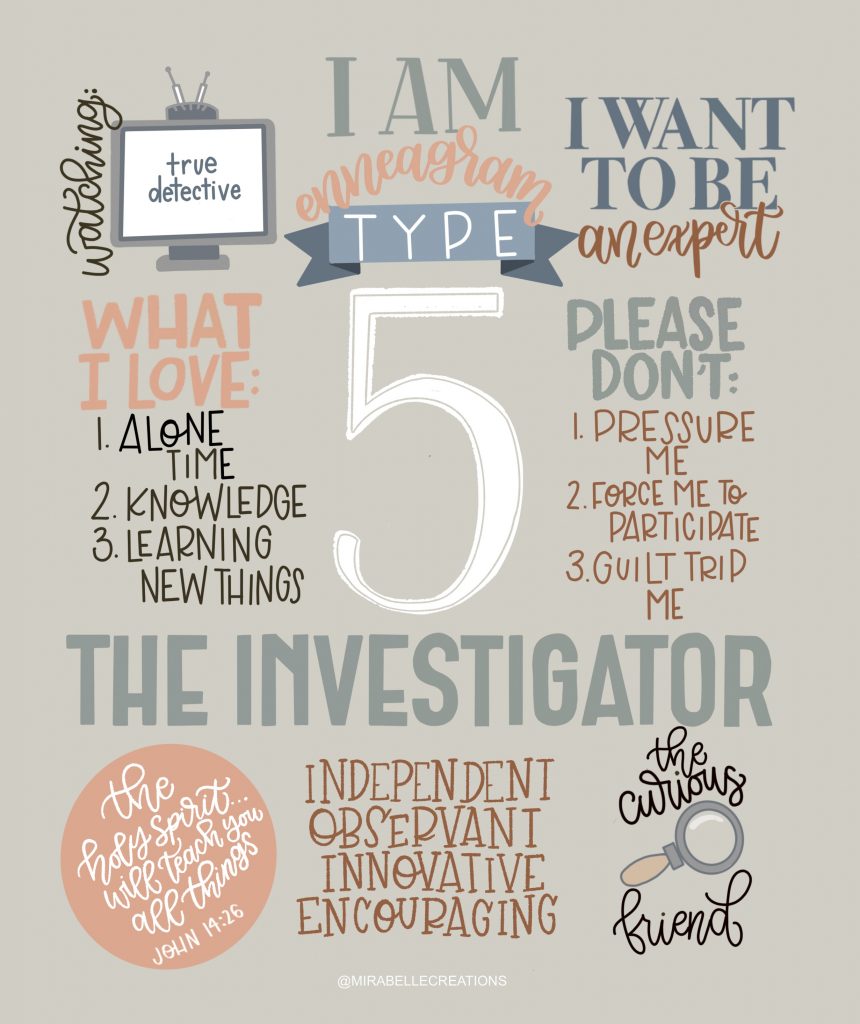 watching:
true
detective
I AM
enneagram
TYPE
5
I WANT
TO BE
an expert
WHAT
I LOVE:
1. ALONE
TIME
2. KNOWLEDGE
3. LEARNING
NEW THINGS
PLEASE
DON'T:
1. PRESSURE
ME
2. FORCE ME TO
PARTICIPATE
3. GUILT TRIP
ME
THE INVESTIGATOR
the
holy spirit...
will teach you
all things
JOHN 14:26
INDEPENDENT
OBSERVANT
INNOVATIVE
ENCOURAGING
the
curious
friend
@MIRABELLECREATIONS